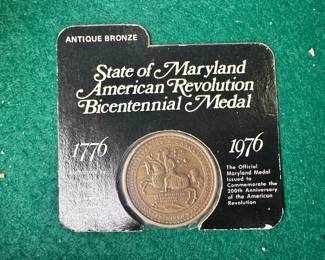 ANTIQUE BRONZE
State of Maryland
American Revolution
Bicentennial Medal
1776
1976
The Official
Maryland Medal
Issued to
Commemorate the
200th Anniversary
of the American
Revolution